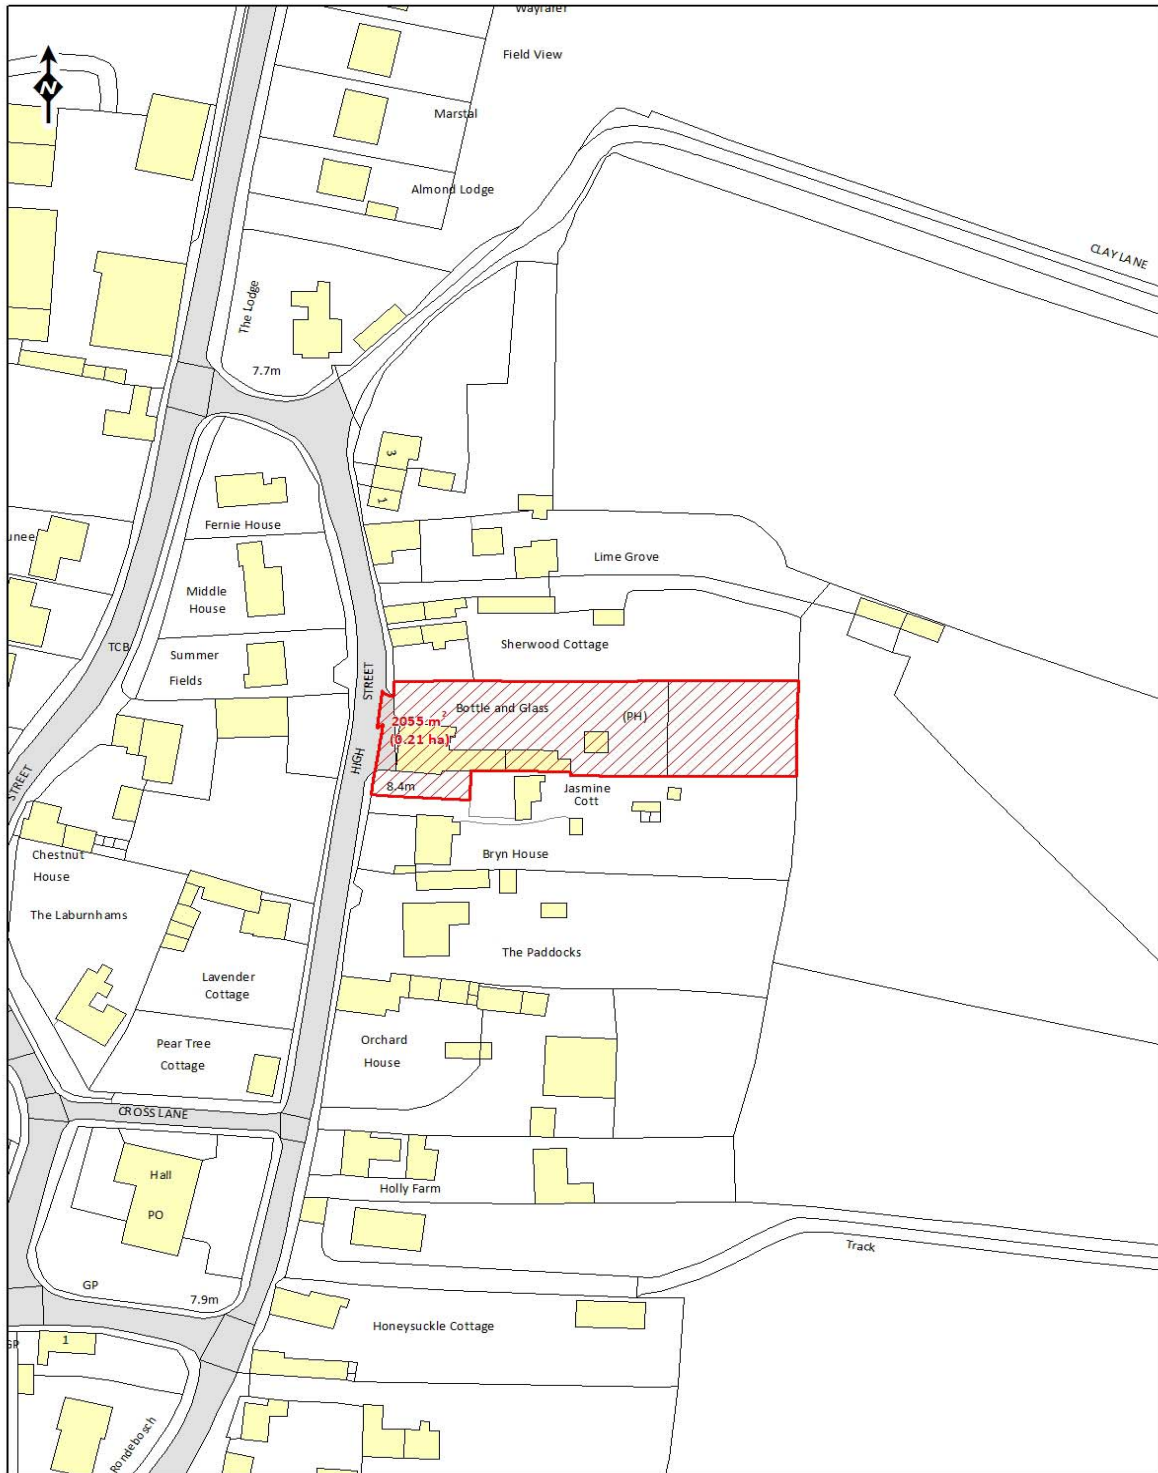 Wayfarer
Field View
N
Marstal
Almond Lodge
CLAY LANE
The Lodge
7.7m
3
1
Fernie House
unee
Lime Grove
Middle
House
TCB
Sherwood Cottage
Summer
Fields
STREET
HIGH
Bottle and Glass
(PH)
2055 m²
(0.21 ha)
8.4m
Jasmine
Cott
STREET
Bryn House
Chestnut
House
The Laburnhams
The Paddocks
Lavender
Cottage
Orchard
House
Pear Tree
Cottage
CROSS LANE
Hall
PO
Holly Farm
Track
GP
7.9m
Honeysuckle Cottage
GP
1
Rondebosch